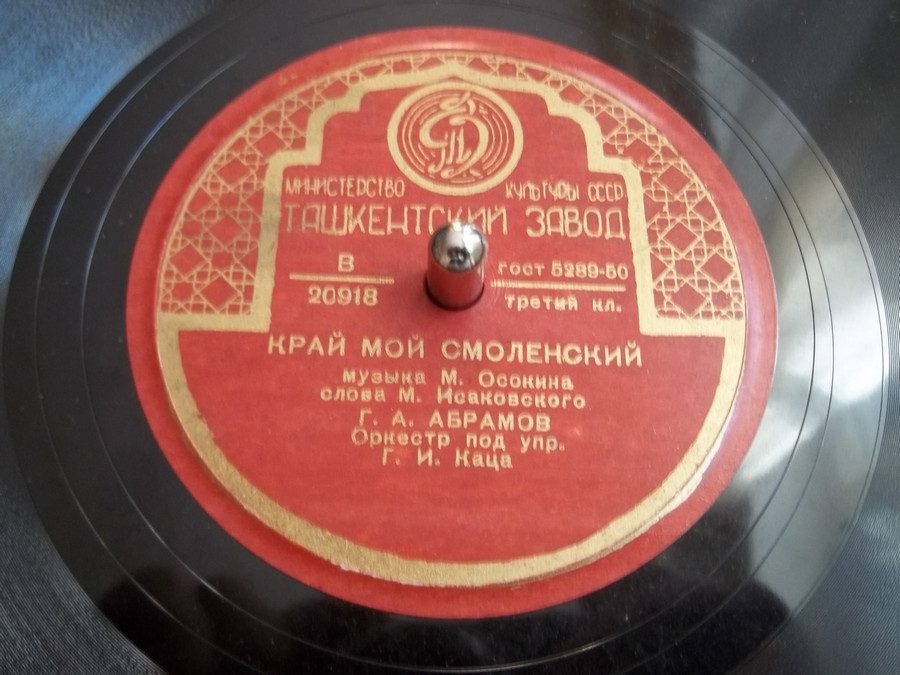 МИНИСТЕРСТВО КУЛЬТУРЫ СССР
ТАШКЕНТСКИЙ ЗАВОД
В
20918
гост 5289-50
третий кл.
КРАЙ МОЙ СМОЛЕНСКИЙ
музыка М. Осокина
слова М. Исаковского
Г. А. АБРАМОВ
Оркестр под упр.
Г. И. Каца